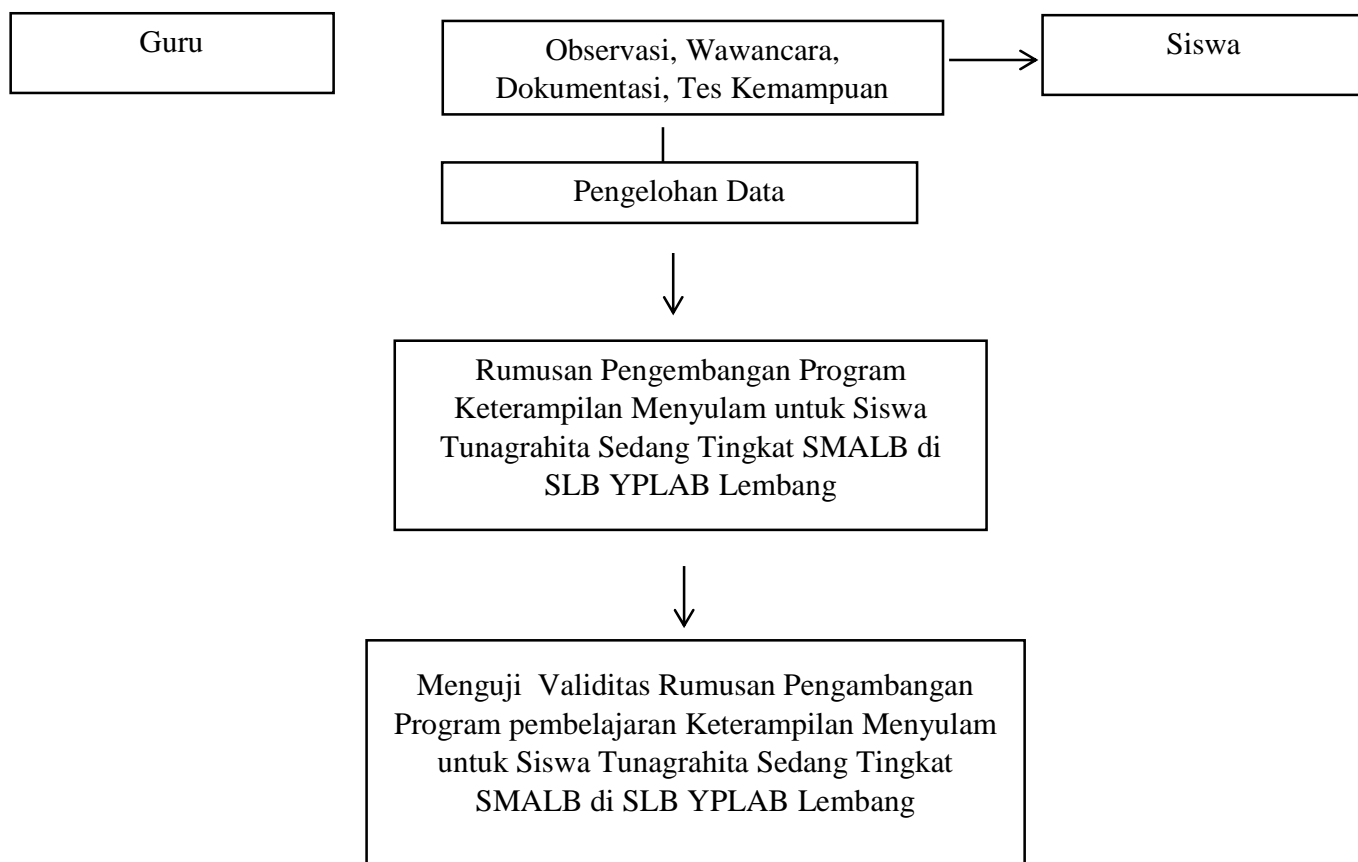 Guru
Observasi, Wawancara,
Dokumentasi, Tes Kemampuan
Siswa
Pengelohan Data
Rumusan Pengembangan Program
Keterampilan Menyulam untuk Siswa
Tunagrahita Sedang Tingkat SMALB di
SLB YPLAB Lembang
Menguji Validitas Rumusan Pengambangan
Program pembelajaran Keterampilan Menyulam
untuk Siswa Tunagrahita Sedang Tingkat
SMALB di SLB YPLAB Lembang